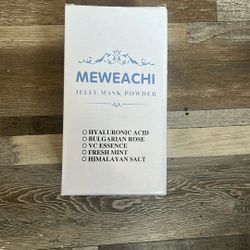 MEWEACHI
JELLY MASK POWDER
HYALURONIC ACID
BULGARIAN ROSE
VC ESSENCE
FRESH MINT
HIMALAYAN SALT